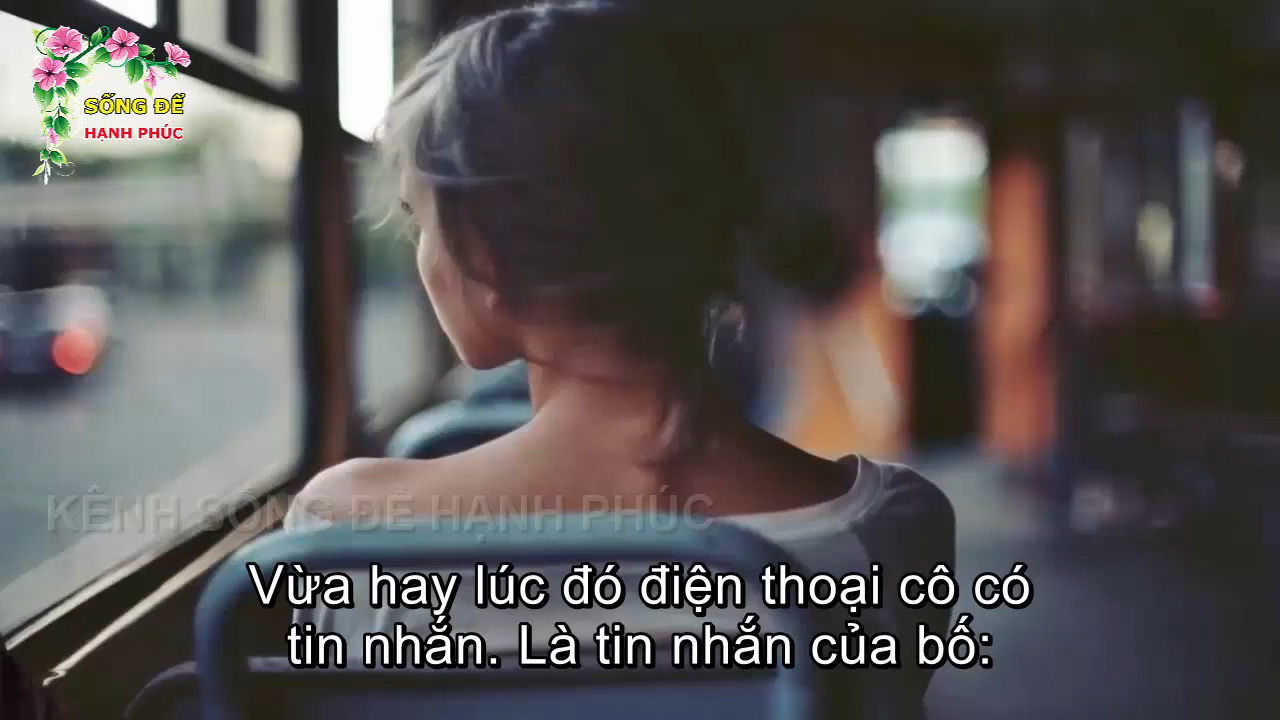 SỐNG ĐỂ
HẠNH PHÚC
KÊNH SỐNG ĐỂ HẠNH PHÚC
Vừa hay lúc đó điện thoại cô có
tin nhắn. Là tin nhắn của bố: